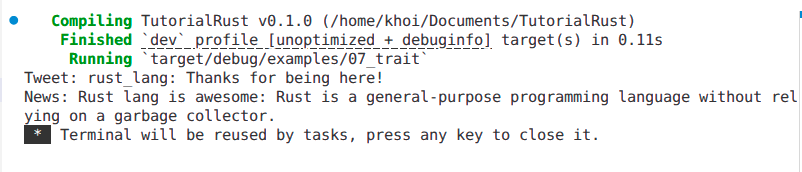 Compiling TutorialRust v0.1.0 (/home/khoi/Documents/TutorialRust)
Finished `dev` profile [unoptimized + debuginfo] target(s) in 0.11s
Running `target/debug/examples/07_trait`
Tweet: rust_lang: Thanks for being here!
News: Rust lang is awesome: Rust is a general-purpose programming language without rel
ying on a garbage collector.
* Terminal will be reused by tasks, press any key to close it.